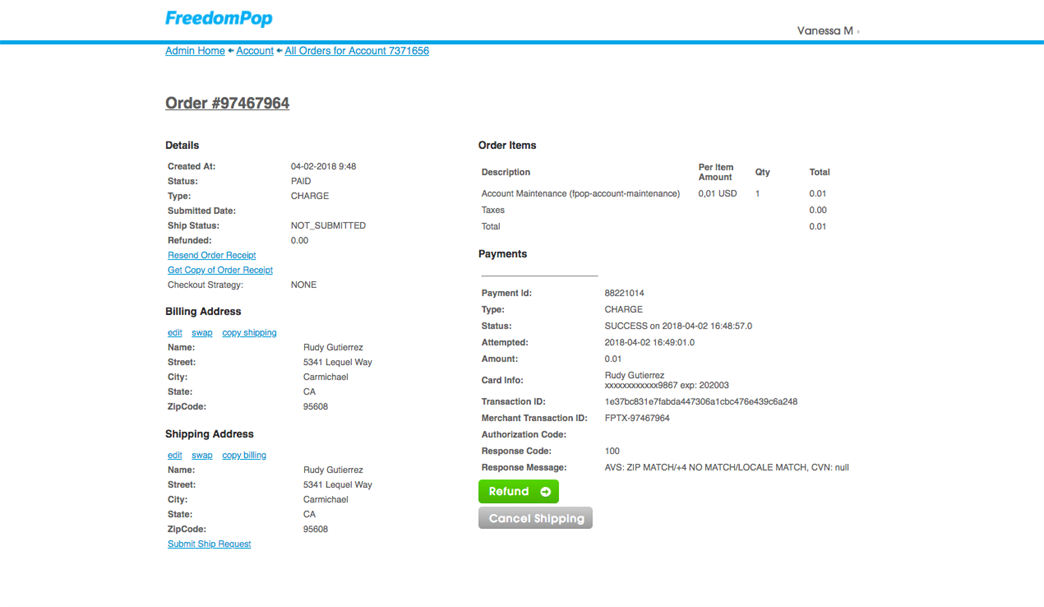 FreedomPop
Vanessa M ›
Admin Home ← Account ← All Orders for Account 7371656
Order #97467964
Details
Created At: 04-02-2018 9:48
Status: PAID
Type: CHARGE
Submitted Date:
Ship Status: NOT_SUBMITTED
Refunded: 0.00
Resend Order Receipt
Get Copy of Order Receipt
Checkout Strategy: NONE
Billing Address
edit swap copy shipping
Name: Rudy Gutierrez
Street: 5341 Lequel Way
City: Carmichael
State: CA
ZipCode: 95608
Shipping Address
edit swap copy billing
Name: Rudy Gutierrez
Street: 5341 Lequel Way
City: Carmichael
State: CA
ZipCode: 95608
Submit Ship Request
Order Items
Description Per Item Amount Qty Total
Account Maintenance (fpop-account-maintenance) 0,01 USD 1 0.01
Taxes 0.00
Total 0.01
Payments
Payment Id: 88221014
Type: CHARGE
Status: SUCCESS on 2018-04-02 16:48:57.0
Attempted: 2018-04-02 16:49:01.0
Amount: 0.01
Card Info: Rudy Gutierrez
xxxxxxxxxxxx9867 exp: 202003
Transaction ID: 1e37bc831e7fabda447306a1cbc476e439c6a248
Merchant Transaction ID: FPTX-97467964
Authorization Code:
Response Code: 100
Response Message: AVS: ZIP MATCH/+4 NO MATCH/LOCALE MATCH, CVN: null
Refund
Cancel Shipping